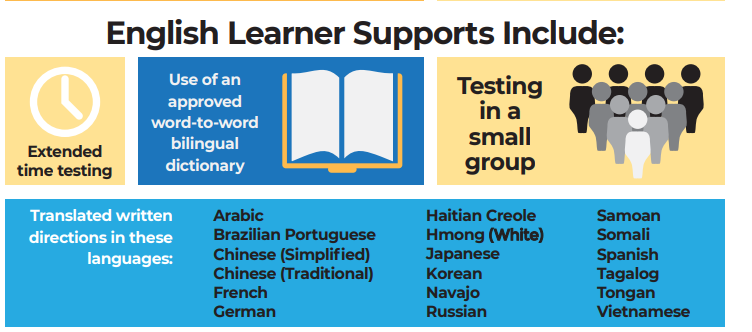 English Learner Supports Include:
Extended
time testing
Use of an
approved
word-to-word
bilingual
dictionary
Testing
in a
small
group
Translated written
directions in these
languages:
Arabic
Brazilian Portuguese
Chinese (Simplified)
Chinese (Traditional)
French
German
Haitian Creole
Hmong (White)
Japanese
Korean
Navajo
Russian
Samoan
Somali
Spanish
Tagalog
Tongan
Vietnamese